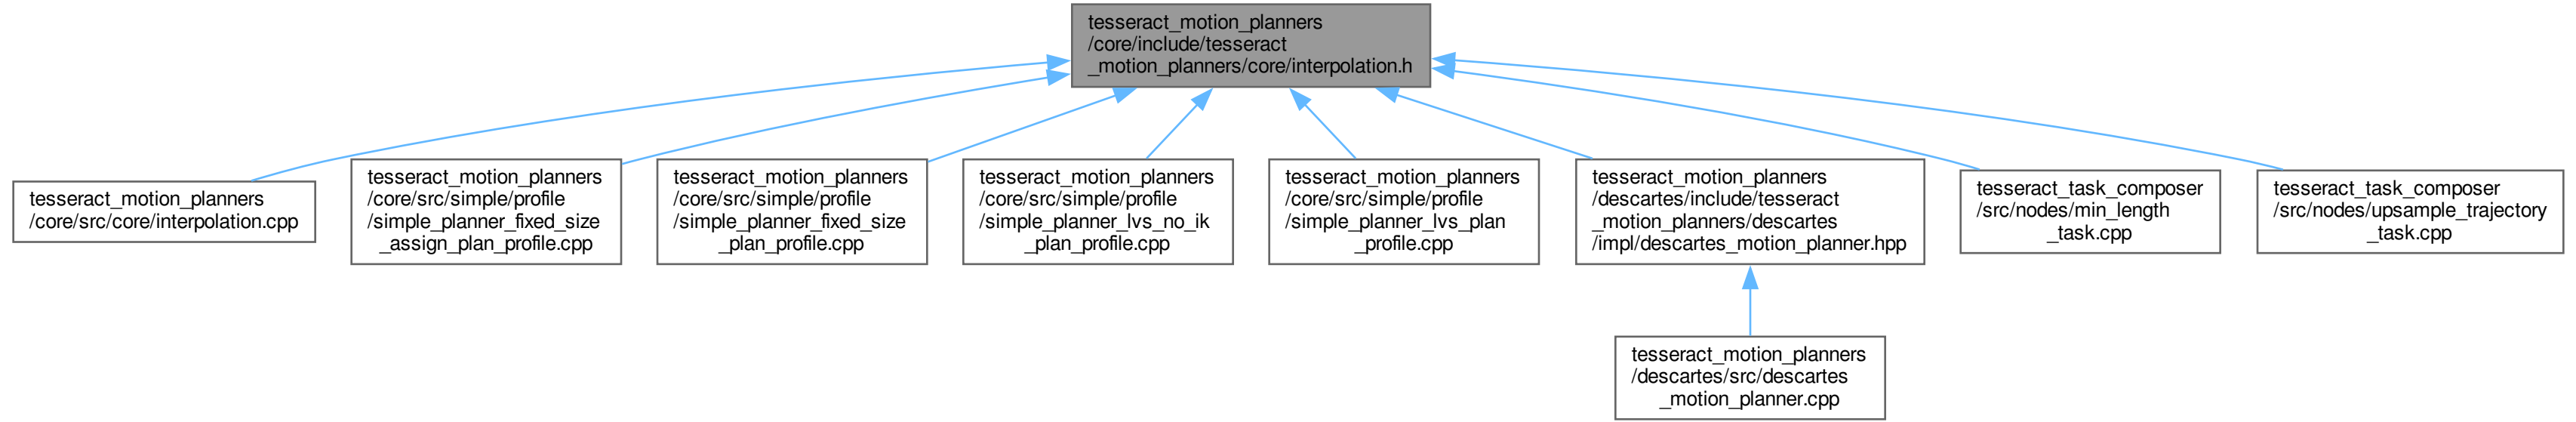 tesseract_motion_planners
/core/include/tesseract
_motion_planners/core/interpolation.h
tesseract_motion_planners
/core/src/core/interpolation.cpp
tesseract_motion_planners
/core/src/simple/profile
/simple_planner_fixed_size
_assign_plan_profile.cpp
tesseract_motion_planners
/core/src/simple/profile
/simple_planner_fixed_size
_plan_profile.cpp
tesseract_motion_planners
/core/src/simple/profile
/simple_planner_lvs_no_ik
_plan_profile.cpp
tesseract_motion_planners
/core/src/simple/profile
/simple_planner_lvs_plan
_profile.cpp
tesseract_motion_planners
/descartes/include/tesseract
_motion_planners/descartes
/impl/descartes_motion_planner.hpp
tesseract_task_composer
/src/nodes/min_length
_task.cpp
tesseract_task_composer
/src/nodes/upsample_trajectory
_task.cpp
tesseract_motion_planners
/descartes/src/descartes
_motion_planner.cpp